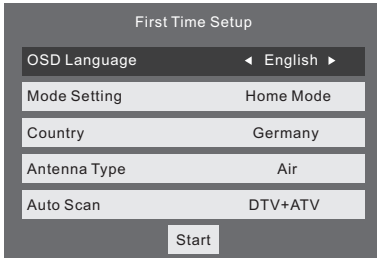 First Time Setup
OSD Language ◀ English ▶
Mode Setting Home Mode
Country Germany
Antenna Type Air
Auto Scan DTV+ATV
Start